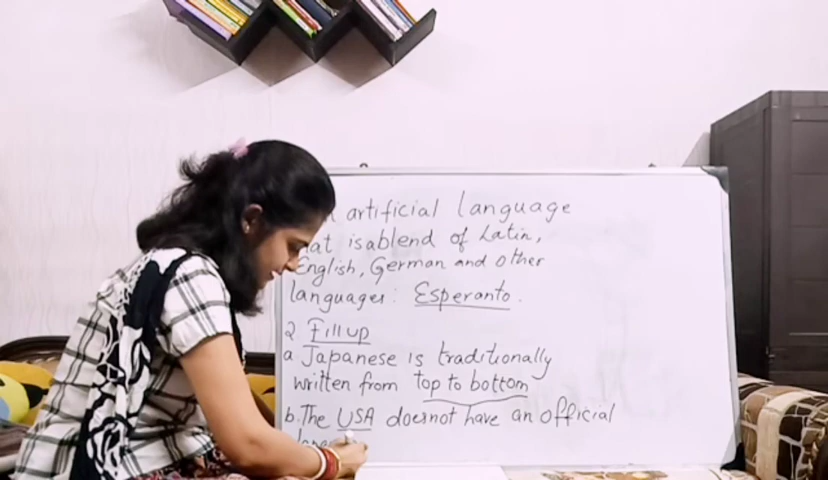 artificial language
isablend of Latin,
English, German and other
languages: Esperanto.
2 Fill up
a Japanese is traditionally
written from top to bottom
b. The USA doesnot have an official